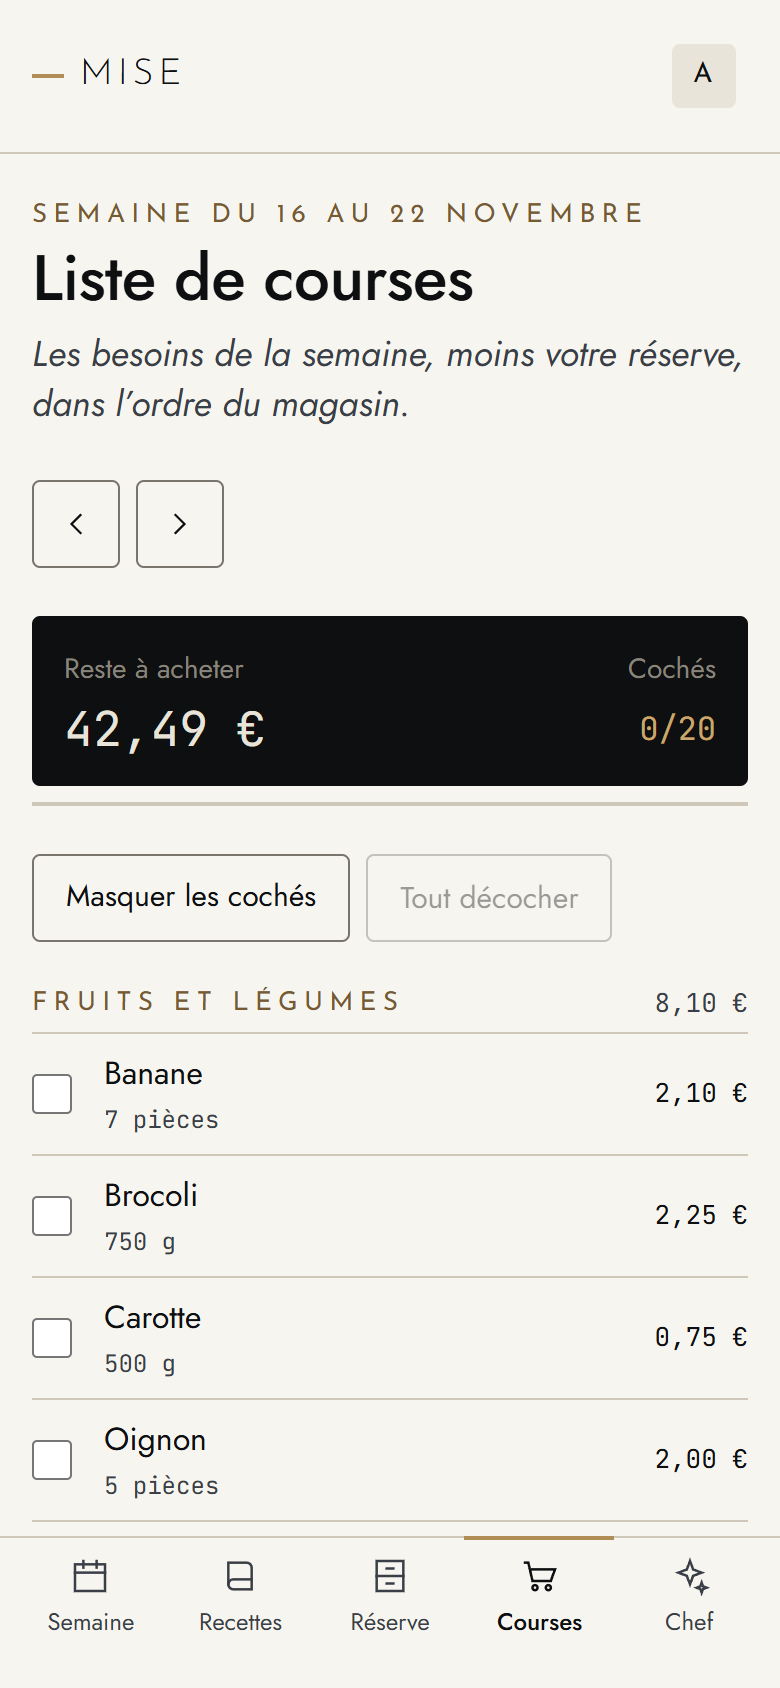 MISE
A
SEMAINE DU 16 AU 22 NOVEMBRE
Liste de courses
Les besoins de la semaine, moins votre réserve,
dans l’ordre du magasin.
Reste à acheter
Cochés
42,49 €
0/20
Masquer les cochés
Tout décocher
FRUITS ET LÉGUMES
8,10 €
Banane
7 pièces
2,10 €
Brocoli
750 g
2,25 €
Carotte
500 g
0,75 €
Oignon
5 pièces
2,00 €
Semaine
Recettes
Réserve
Courses
Chef